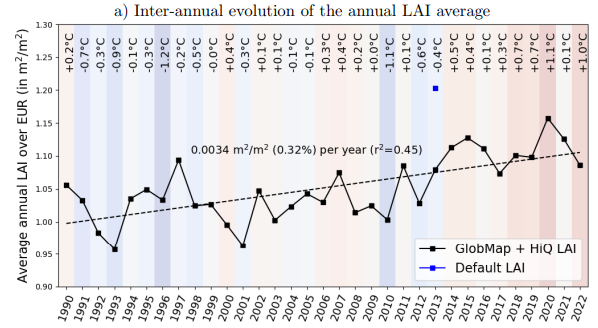 a) Inter-annual evolution of the annual LAI average
1.30
1.25
1.20
1.15
1.10
1.05
1.00
0.95
0.90
Average annual LAI over EUR (in m²/m²)
+0.2°C
-0.7°C
-0.3°C
-0.9°C
-0.1°C
-0.3°C
-1.2°C
-0.2°C
-0.5°C
-0.0°C
+0.4°C
-0.3°C
+0.1°C
+0.1°C
-0.1°C
-0.1°C
+0.3°C
+0.4°C
+0.2°C
+0.0°C
-1.1°C
+0.1°C
-0.6°C
-0.4°C
+0.5°C
+0.4°C
+0.1°C
+0.3°C
+0.7°C
+0.7°C
+1.1°C
+0.1°C
+1.0°C
0.0034 m²/m² (0.32%) per year (r²=0.45)
GlobMap + HiQ LAI
Default LAI
1990
1991
1992
1993
1994
1995
1996
1997
1998
1999
2000
2001
2002
2003
2004
2005
2006
2007
2008
2009
2010
2011
2012
2013
2014
2015
2016
2017
2018
2019
2020
2021
2022